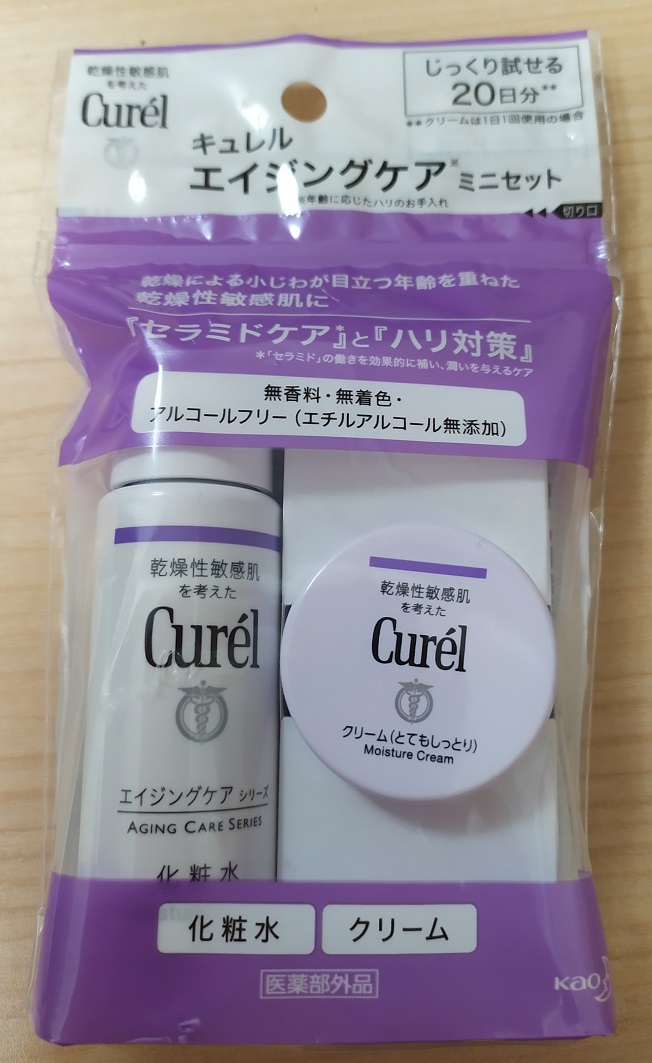 乾燥性敏感肌
を考えた
Curél
じっくり試せる
20日分**
**クリームは1日1回使用の場合
キュレル
エイジングケア※ ミニセット
※年齢に応じたハリのお手入れ
切り口
乾燥による小じわが目立つ年齢を重ねた
乾燥性敏感肌に
『セラミドケア*』と『ハリ対策』
*「セラミド」の働きを効果的に補い、潤いを与えるケア
無香料・無着色・
アルコールフリー（エチルアルコール無添加）
乾燥性敏感肌
を考えた
Curél
エイジングケア シリーズ
AGING CARE SERIES
化粧水
乾燥性敏感肌
を考えた
Curél
クリーム（とてもしっとり）
Moisture Cream
化粧水
クリーム
医薬部外品
Kao